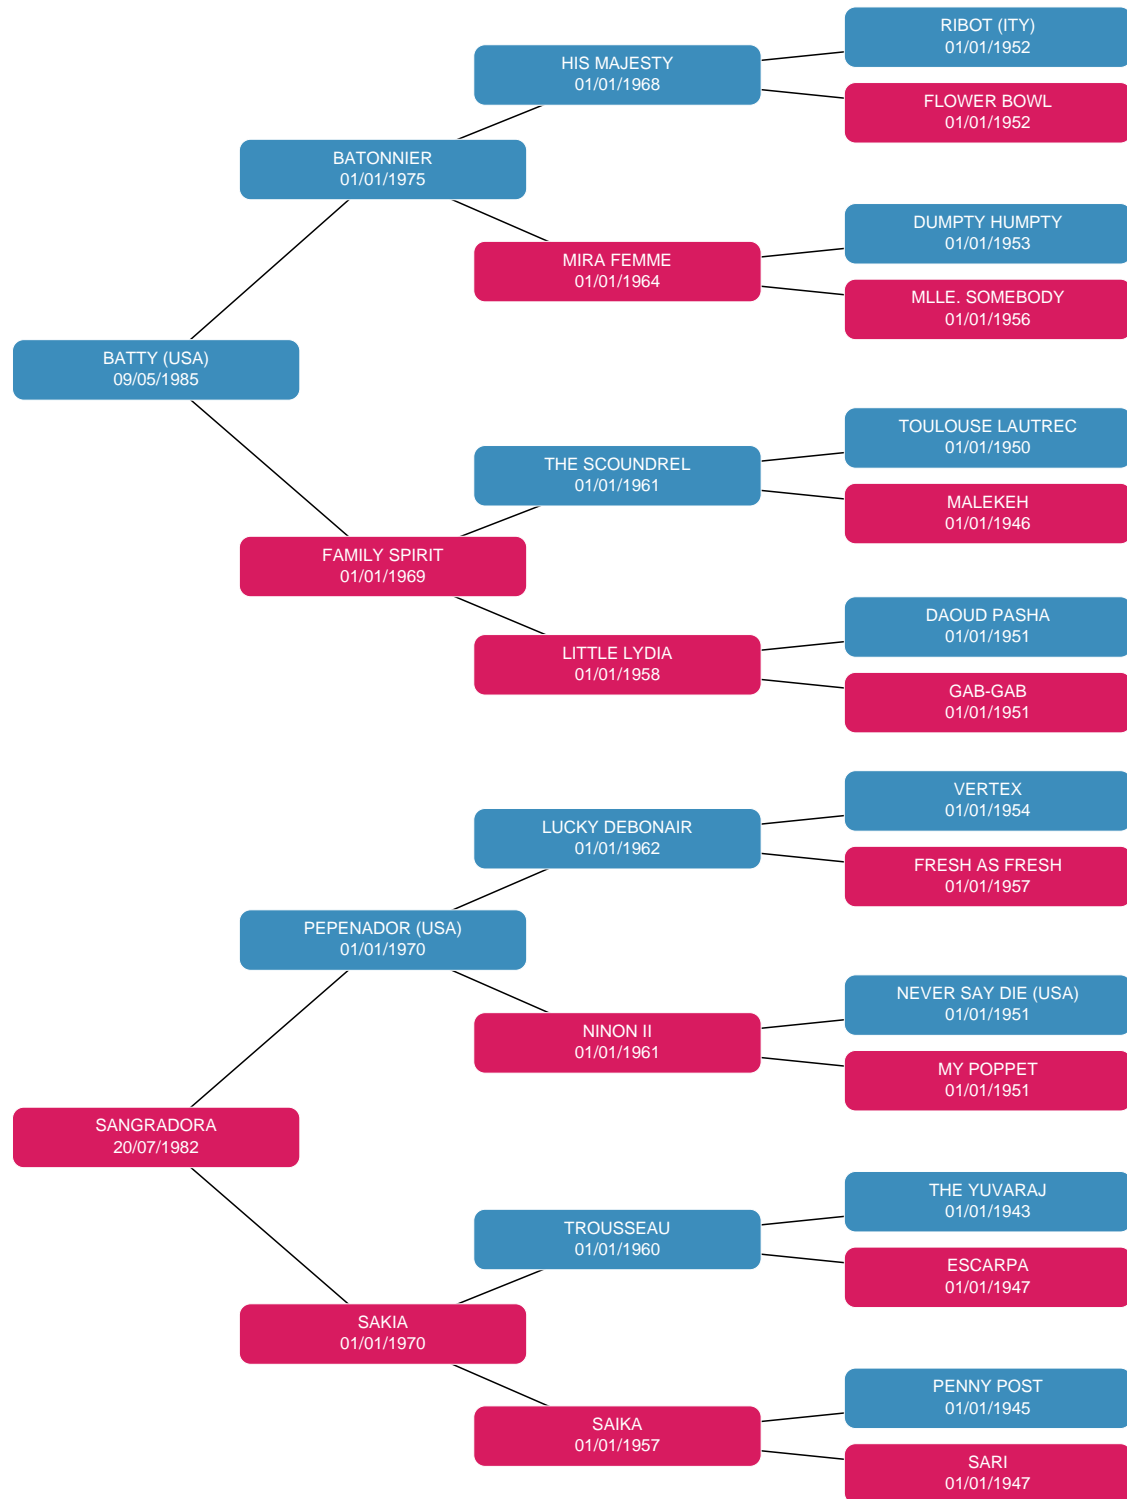 RIBOT (ITY)
01/01/1952
HIS MAJESTY
01/01/1968
FLOWER BOWL
01/01/1952
BATONNIER
01/01/1975
DUMPTY HUMPTY
01/01/1953
MIRA FEMME
01/01/1964
MLLE. SOMEBODY
01/01/1956
BATTY (USA)
09/05/1985
TOULOUSE LAUTREC
01/01/1950
THE SCOUNDREL
01/01/1961
MALEKEH
01/01/1946
FAMILY SPIRIT
01/01/1969
DAOUD PASHA
01/01/1951
LITTLE LYDIA
01/01/1958
GAB-GAB
01/01/1951
VERTEX
01/01/1954
LUCKY DEBONAIR
01/01/1962
FRESH AS FRESH
01/01/1957
PEPENADOR (USA)
01/01/1970
NEVER SAY DIE (USA)
01/01/1951
NINON II
01/01/1961
MY POPPET
01/01/1951
SANGRADORA
20/07/1982
THE YUVARAJ
01/01/1943
TROUSSEAU
01/01/1960
ESCARPA
01/01/1947
SAKIA
01/01/1970
PENNY POST
01/01/1945
SAIKA
01/01/1957
SARI
01/01/1947